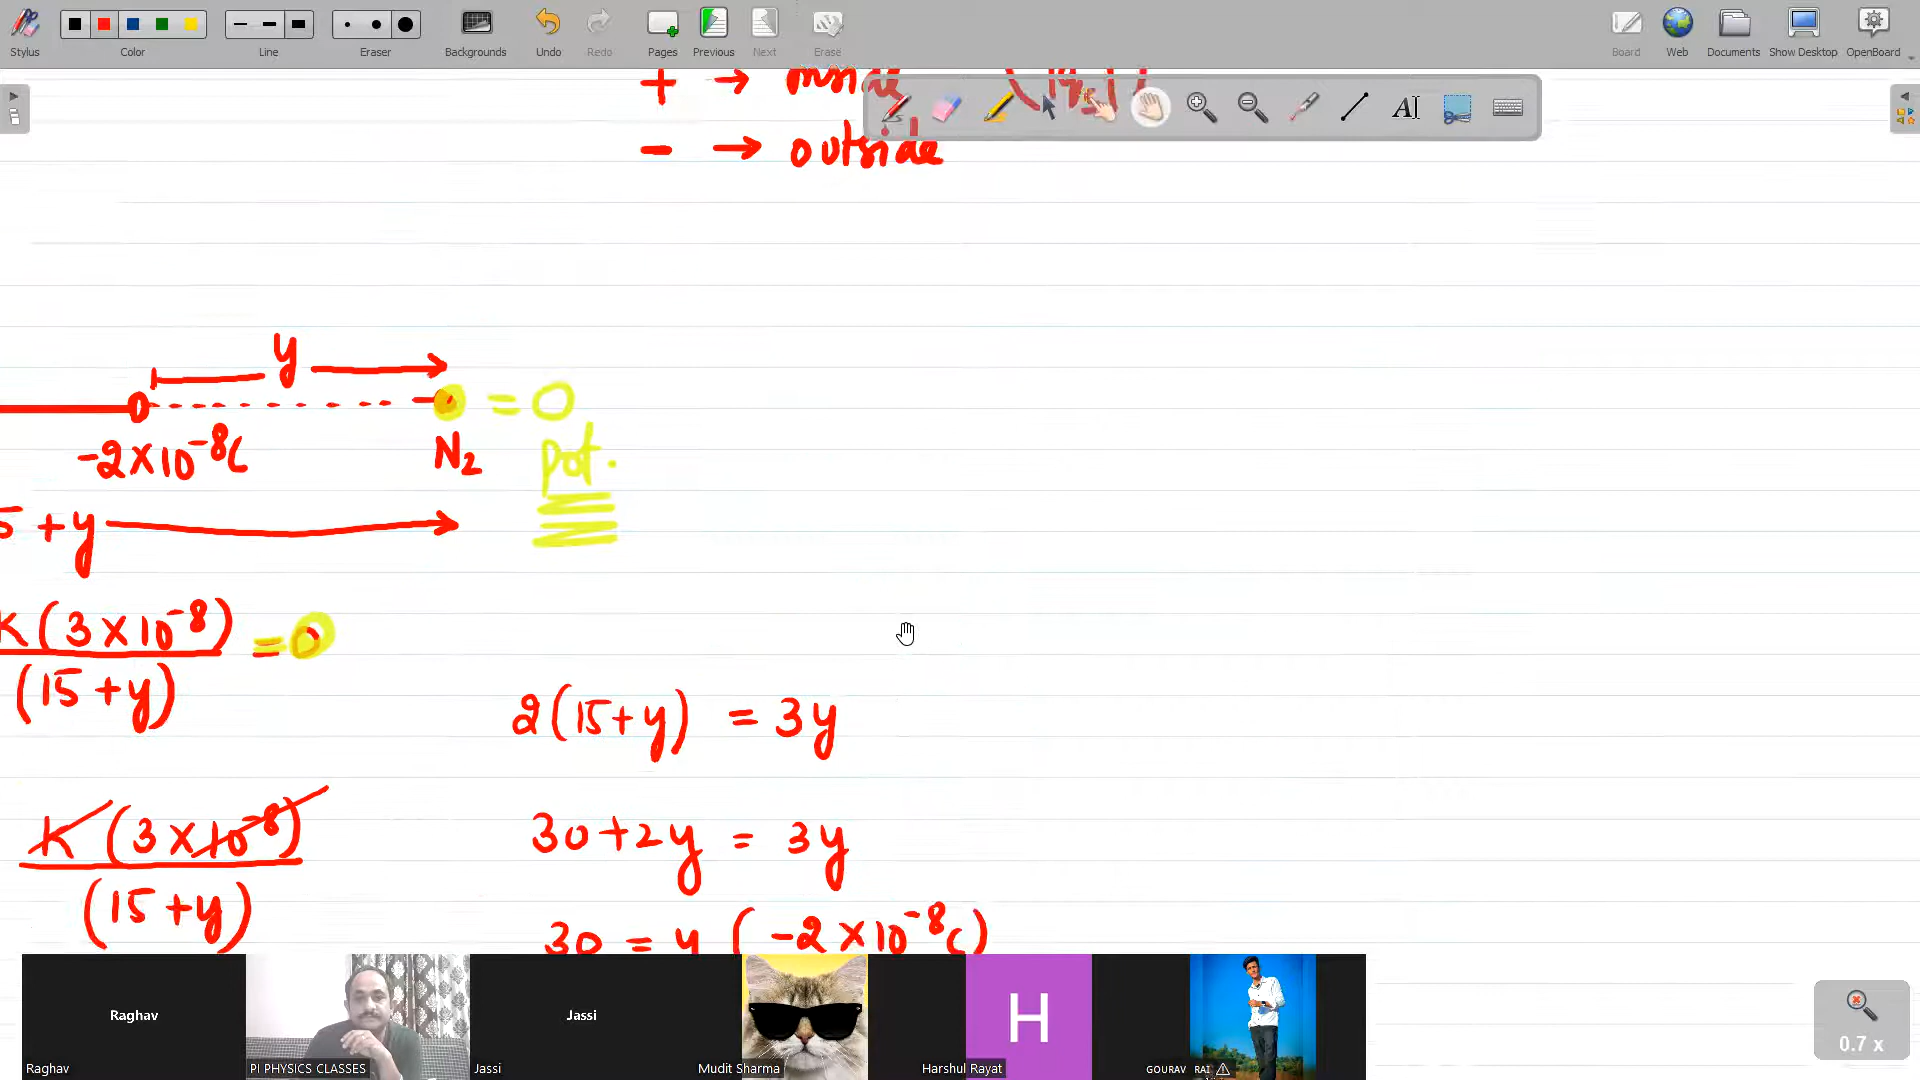 Stylus
Color
Line
Eraser
Backgrounds
Undo
Redo
Pages
Previous
Next
Erase
Board
Web
Documents
Show Desktop
OpenBoard
+ → inside
- → outside
y
= 0
-2×10⁻⁸C
N₂
Pot.
5 + y
K (3 × 10⁻⁸) = 0
(15 + y)
2(15+y) = 3y
K (3 × 10⁻⁸)
30+2y = 3y
(15 + y)
30 = y ( -2 × 10⁻⁸C)
0.7 x
Raghav
Jassi
H
Raghav
PI PHYSICS CLASSES
Jassi
Mudit Sharma
Harshul Rayat
GOURAV RAI